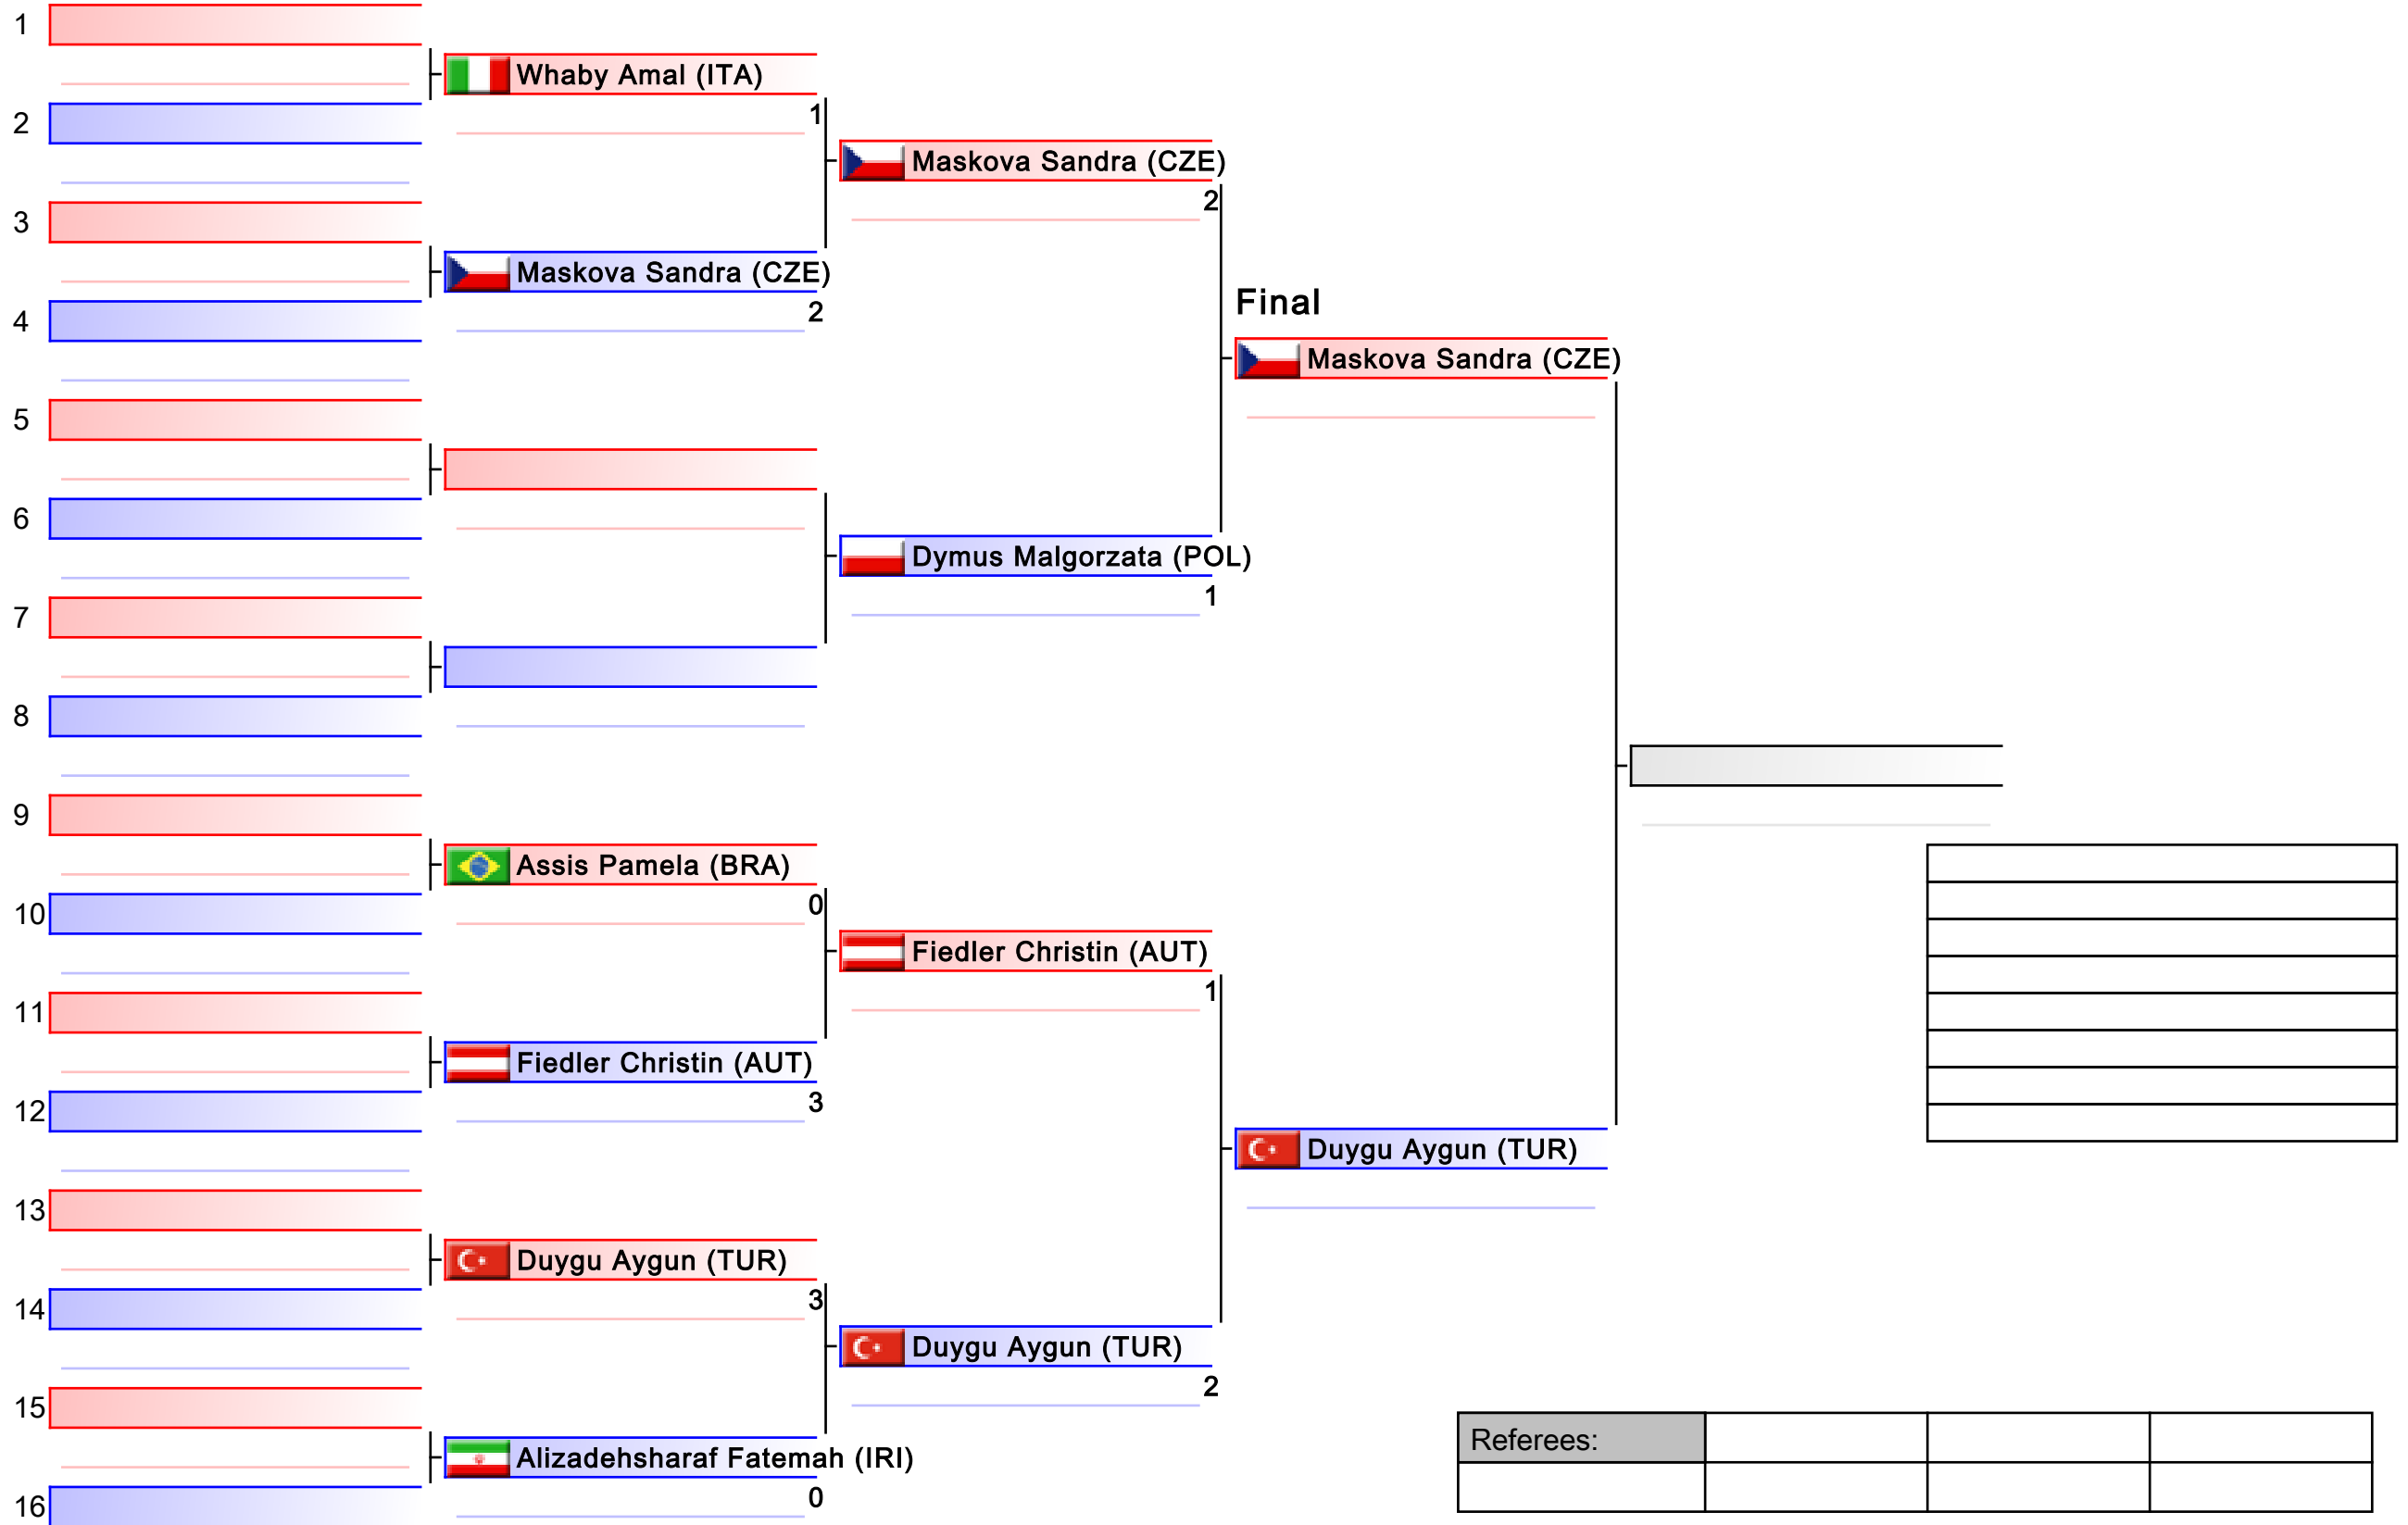 1
Whaby Amal (ITA)
1
2
Maskova Sandra (CZE)
2
3
Maskova Sandra (CZE)
2
4
Final
Maskova Sandra (CZE)
5
6
Dymus Malgorzata (POL)
1
7
8
9
Assis Pamela (BRA)
0
10
Fiedler Christin (AUT)
1
11
Fiedler Christin (AUT)
3
12
Duygu Aygun (TUR)
13
Duygu Aygun (TUR)
3
14
Duygu Aygun (TUR)
2
15
Referees:
Alizadehsharaf Fatemah (IRI)
0
16